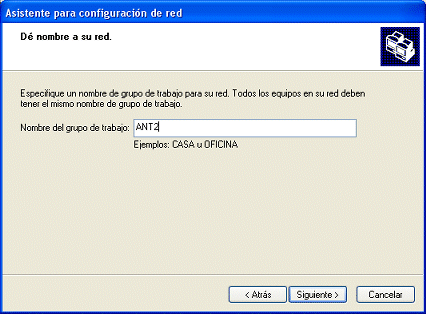 Asistente para configuración de red
Dé nombre a su red.
Especifique un nombre de grupo de trabajo para su red. Todos los equipos en su red deben
tener el mismo nombre de grupo de trabajo.
Nombre del grupo de trabajo: ANT2
Ejemplos: CASA u OFICINA
< Atrás Siguiente > Cancelar